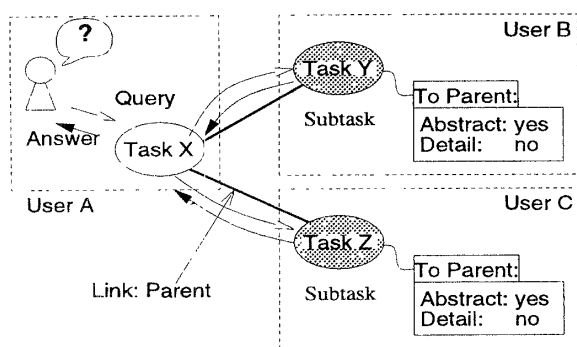 ?
User B
Task Y
To Parent:
Query
Subtask
Abstract: yes
Detail: no
Answer
Task X
User A
User C
Task Z
To Parent:
Link: Parent
Subtask
Abstract: yes
Detail: no